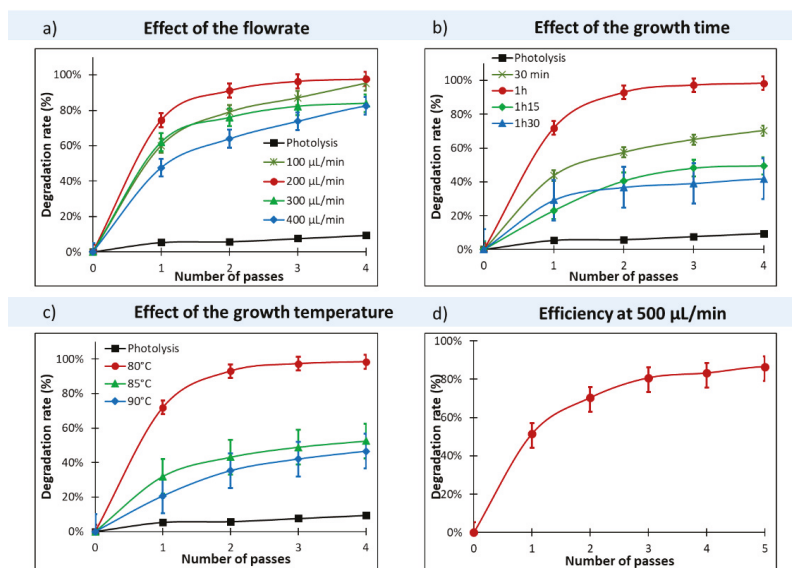 a) Effect of the flowrate
Degradation rate (%)
100%
80%
60%
40%
20%
0%
Photolysis
100 µL/min
200 µL/min
300 µL/min
400 µL/min
0 1 2 3 4
Number of passes
b) Effect of the growth time
Degradation rate (%)
100%
80%
60%
40%
20%
0%
Photolysis
30 min
1h
1h15
1h30
0 1 2 3 4
Number of passes
c) Effect of the growth temperature
Degradation rate (%)
100%
80%
60%
40%
20%
0%
Photolysis
80°C
85°C
90°C
0 1 2 3 4
Number of passes
d) Efficiency at 500 µL/min
Degradation rate (%)
100%
80%
60%
40%
20%
0%
0 1 2 3 4 5
Number of passes